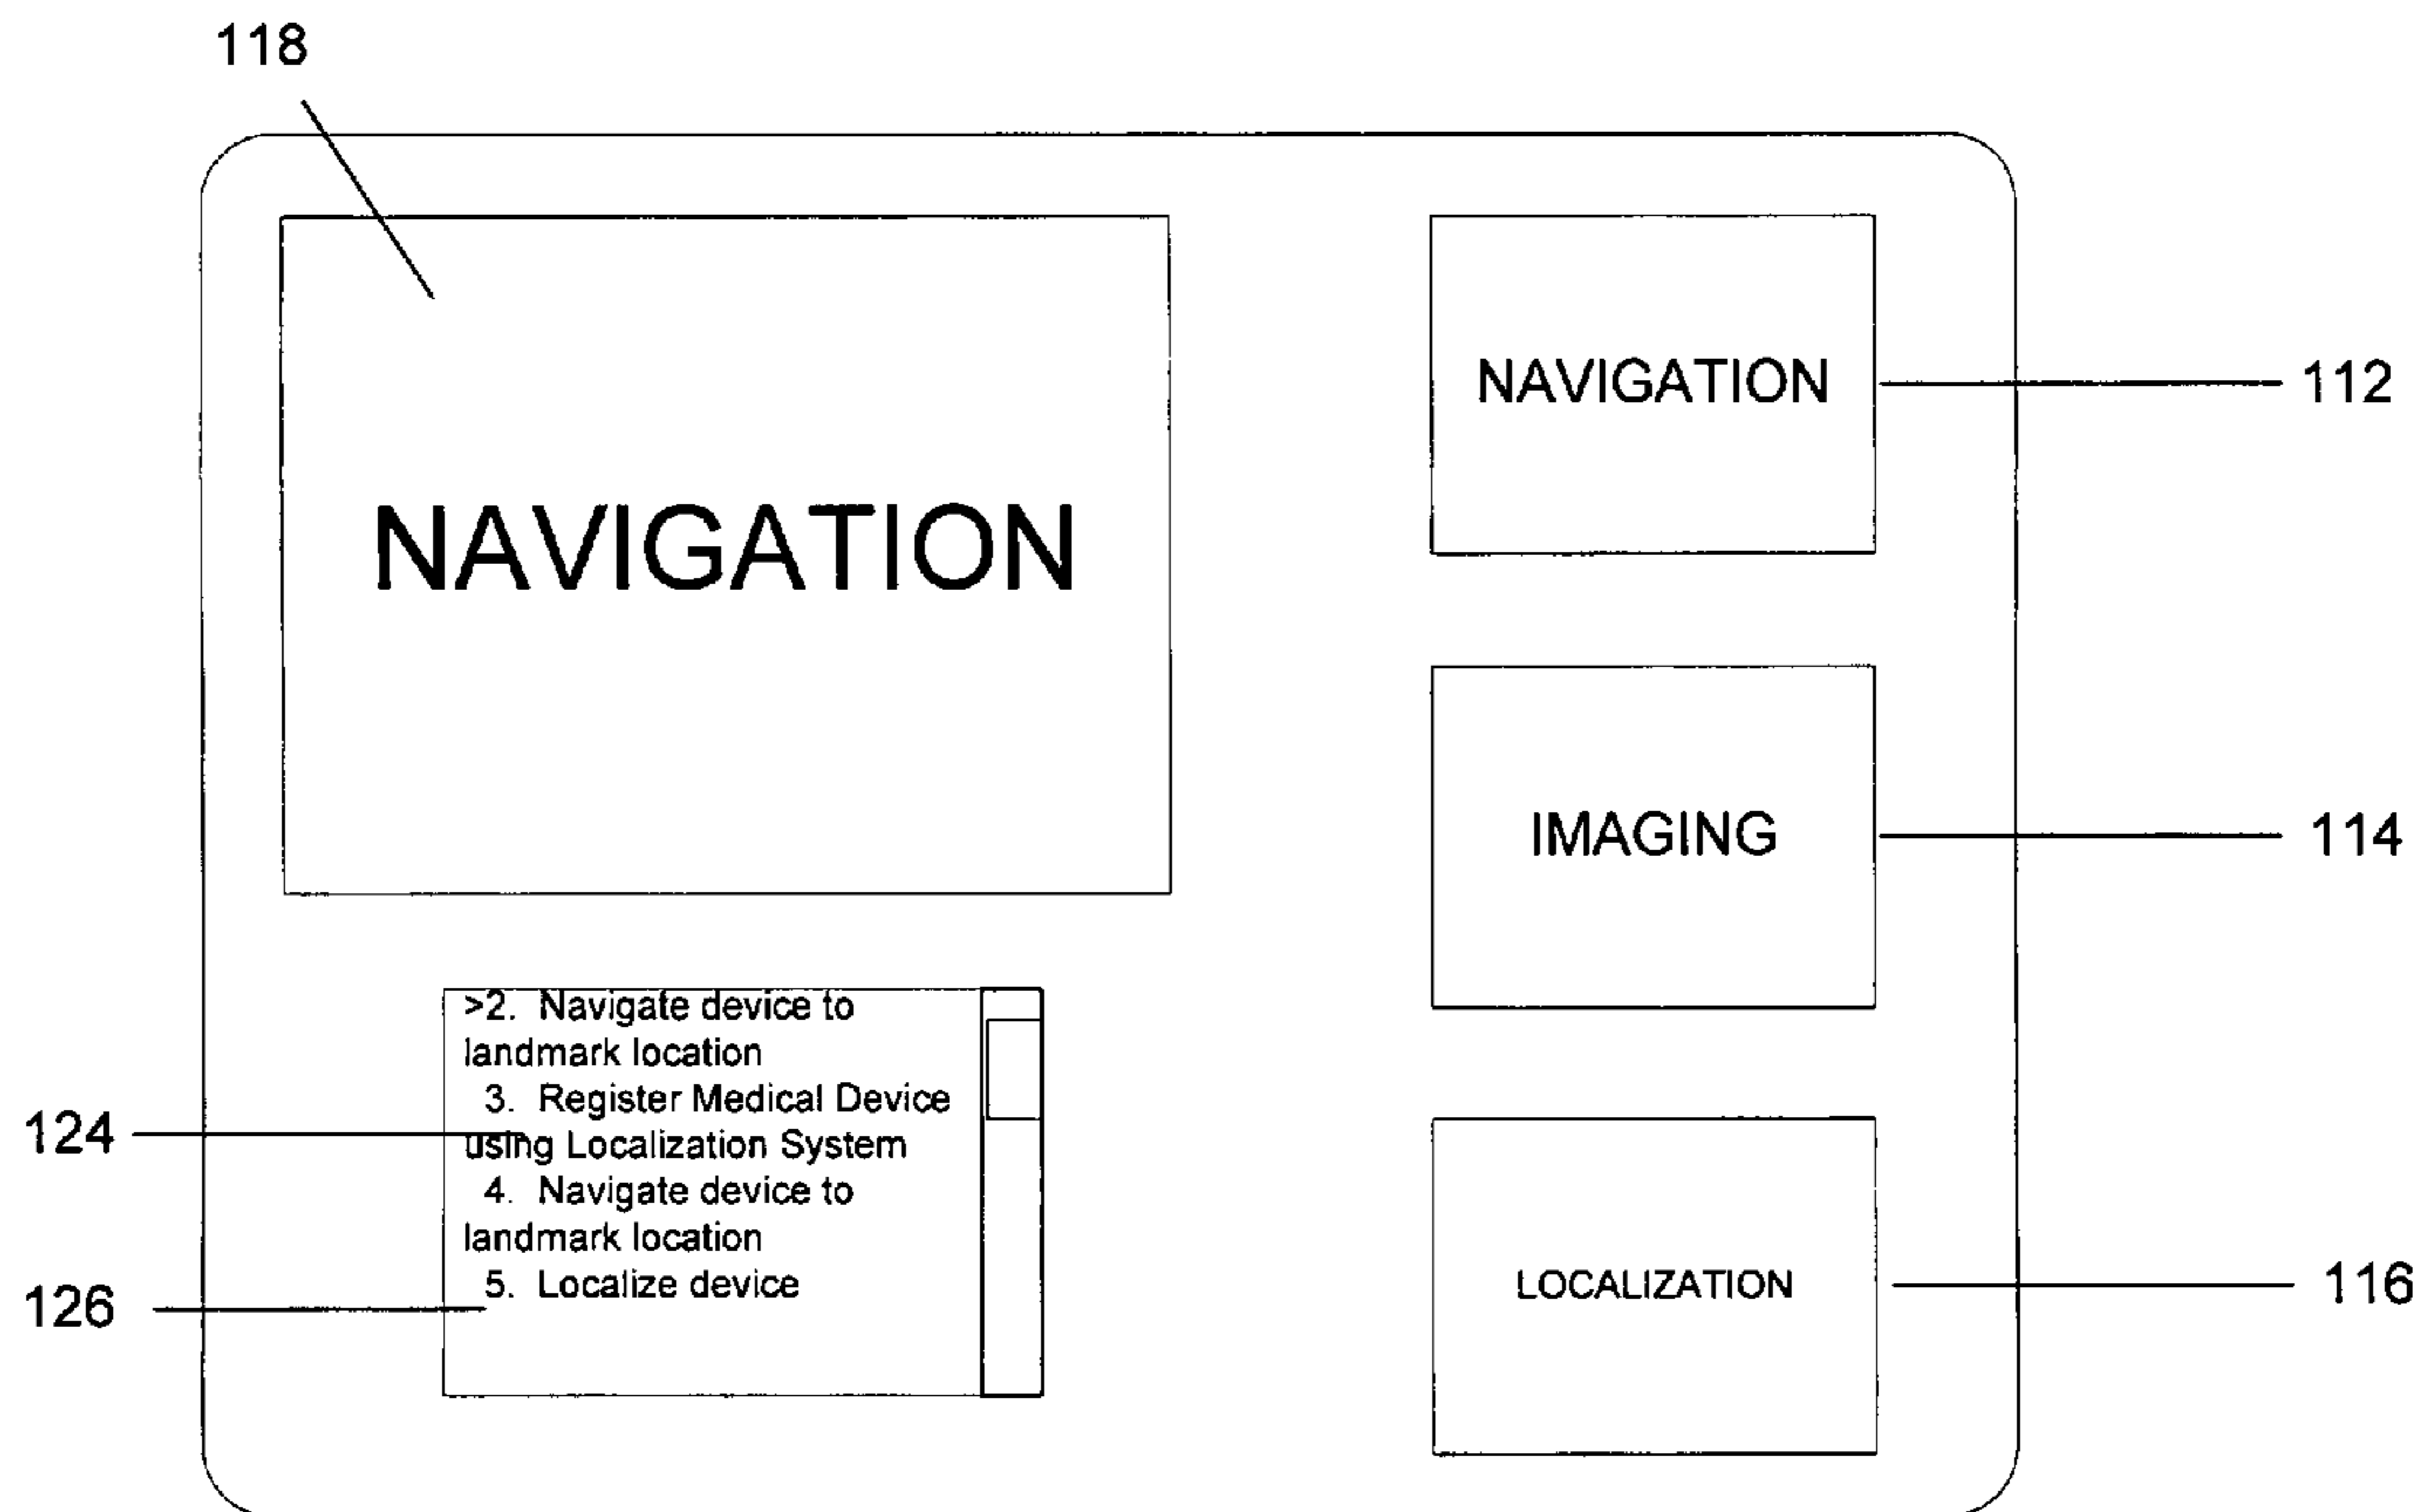 118
NAVIGATION
NAVIGATION
112
IMAGING
114
>2. Navigate device to
landmark location
3. Register Medical Device
using Localization System
4. Navigate device to
landmark location
5. Localize device
124
126
LOCALIZATION
116